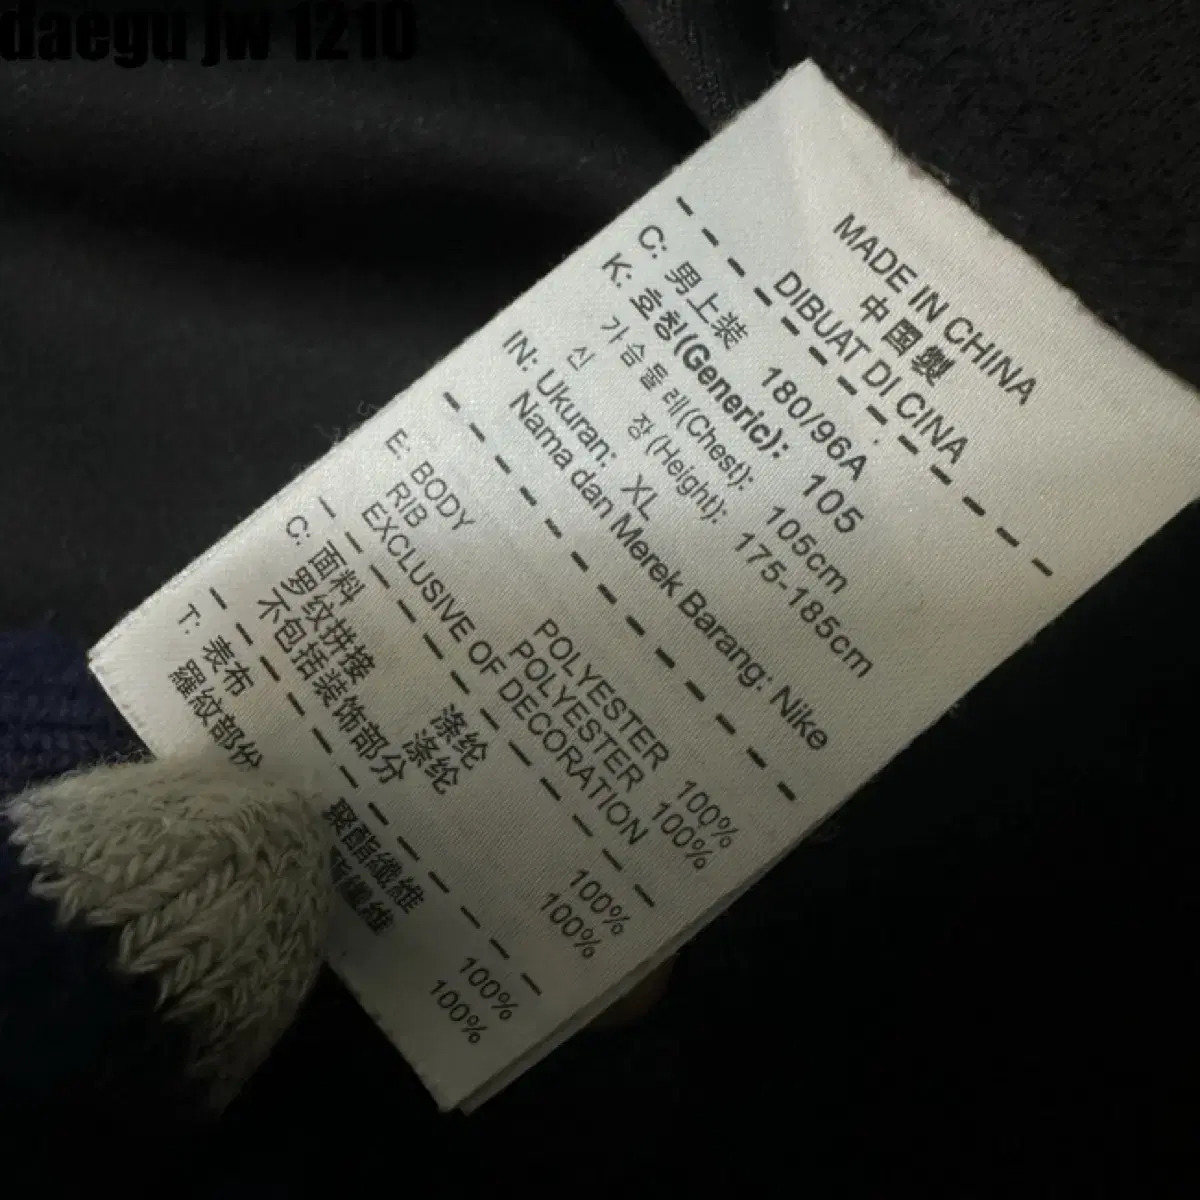 daegu jw 1210
MADE IN CHINA
中国製
DIBUAT DI CINA
C: 男上装 180/96A
K: 호칭(Generic): 105
가슴둘레(Chest): 105cm
신 장(Height): 175-185cm
IN: Ukuran: XL
Nama dan Merek Barang: Nike
E: BODY POLYESTER 100%
RIB POLYESTER 100%
EXCLUSIVE OF DECORATION
C: 面料 涤纶 100%
罗纹拼接 涤纶 100%
不包括装饰部分
T: 表布 聚酯纖維 100%
羅紋部份 酯纖維 100%